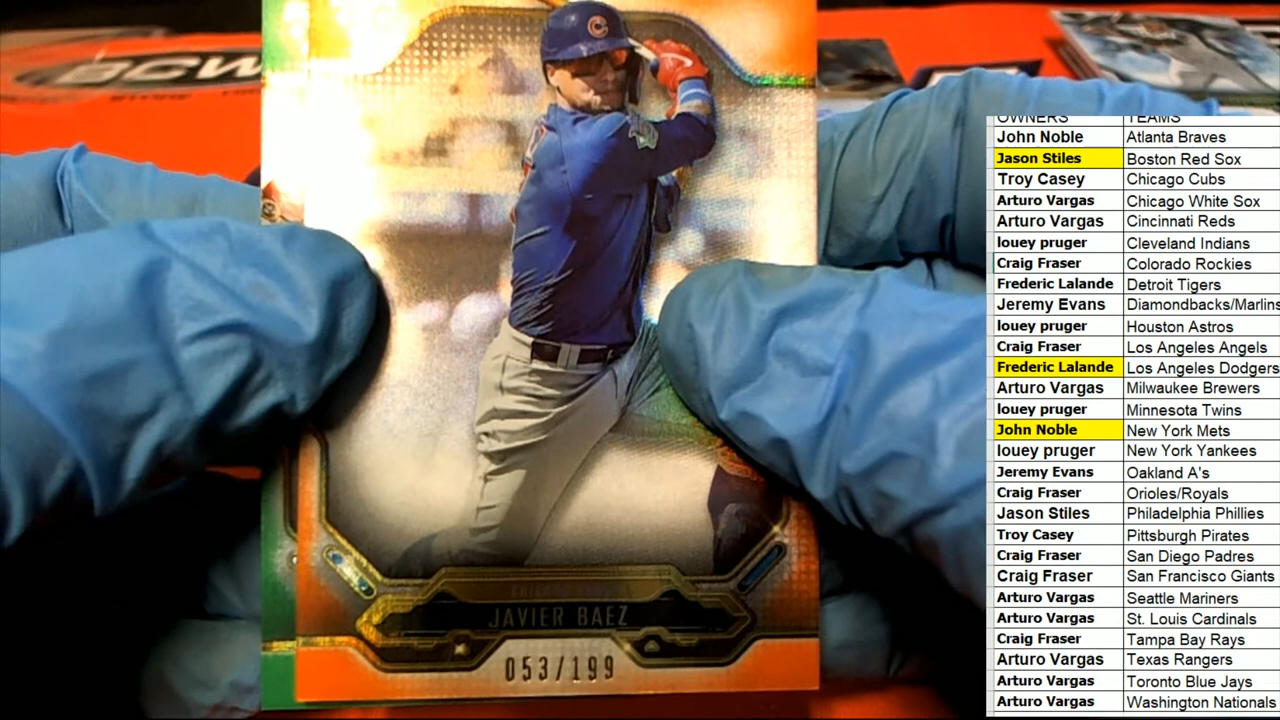 BCW
C
JAVIER BAEZ
053/199
OWNERS TEAMS
John Noble Atlanta Braves
Jason Stiles Boston Red Sox
Troy Casey Chicago Cubs
Arturo Vargas Chicago White Sox
Arturo Vargas Cincinnati Reds
louey pruger Cleveland Indians
Craig Fraser Colorado Rockies
Frederic Lalande Detroit Tigers
Jeremy Evans Diamondbacks/Marlins
louey pruger Houston Astros
Craig Fraser Los Angeles Angels
Frederic Lalande Los Angeles Dodgers
Arturo Vargas Milwaukee Brewers
louey pruger Minnesota Twins
John Noble New York Mets
louey pruger New York Yankees
Jeremy Evans Oakland A's
Craig Fraser Orioles/Royals
Jason Stiles Philadelphia Phillies
Troy Casey Pittsburgh Pirates
Craig Fraser San Diego Padres
Craig Fraser San Francisco Giants
Arturo Vargas Seattle Mariners
Arturo Vargas St. Louis Cardinals
Craig Fraser Tampa Bay Rays
Arturo Vargas Texas Rangers
Arturo Vargas Toronto Blue Jays
Arturo Vargas Washington Nationals